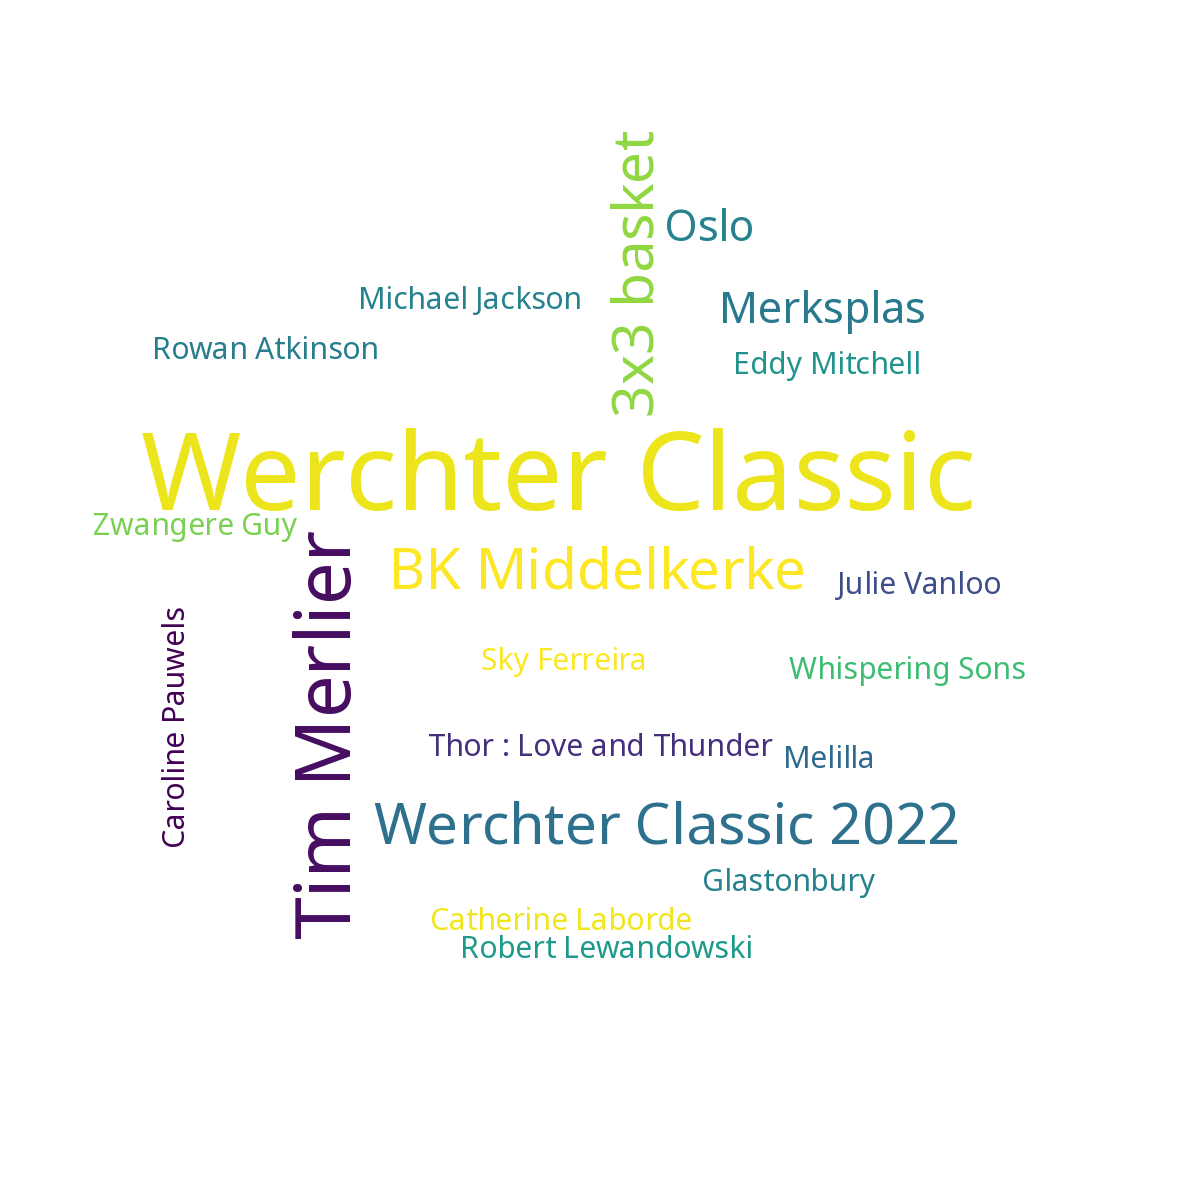 3x3 basket
Oslo
Michael Jackson
Merksplas
Rowan Atkinson
Eddy Mitchell
Werchter Classic
Zwangere Guy
Tim Merlier
BK Middelkerke
Julie Vanloo
Caroline Pauwels
Sky Ferreira
Whispering Sons
Thor : Love and Thunder
Melilla
Werchter Classic 2022
Glastonbury
Catherine Laborde
Robert Lewandowski